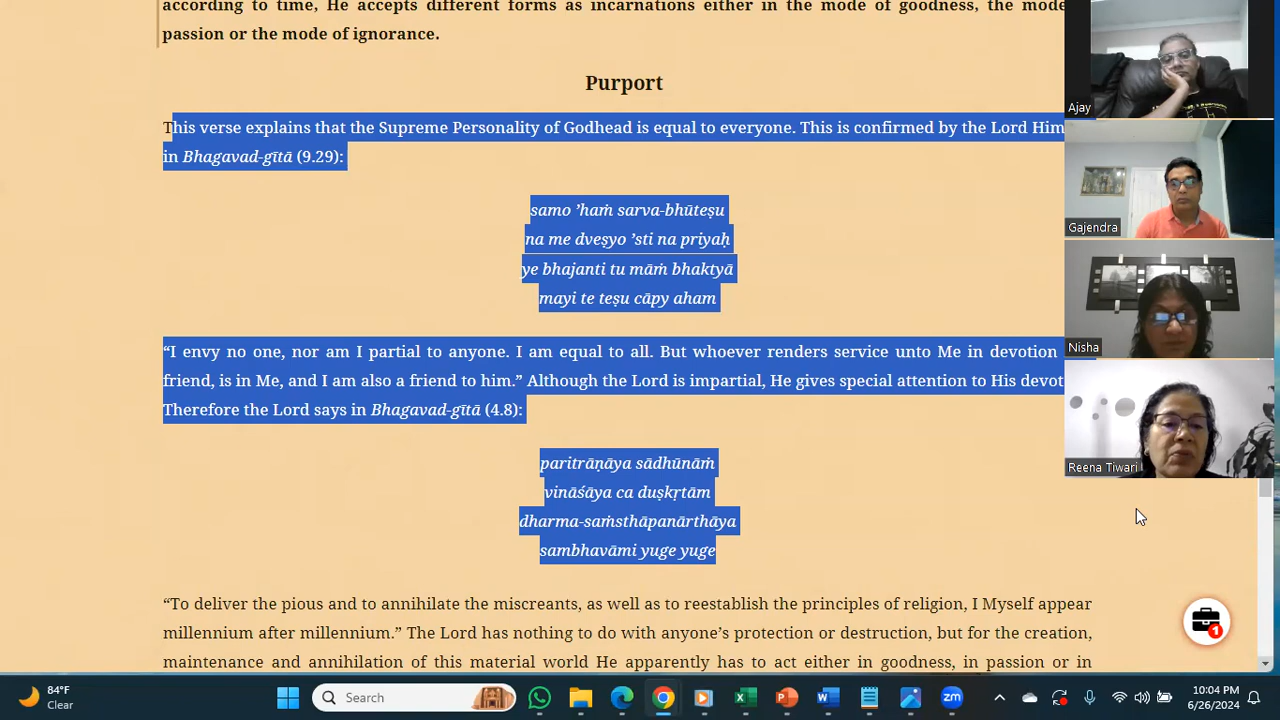 according to time, He accepts different forms as incarnations either in the mode of goodness, the mode
passion or the mode of ignorance.
Purport
This verse explains that the Supreme Personality of Godhead is equal to everyone. This is confirmed by the Lord Him
in Bhagavad-gītā (9.29):
samo ’haṁ sarva-bhūteṣu
na me dveṣyo ’sti na priyaḥ
ye bhajanti tu māṁ bhaktyā
mayi te teṣu cāpy aham
“I envy no one, nor am I partial to anyone. I am equal to all. But whoever renders service unto Me in devotion
friend, is in Me, and I am also a friend to him.” Although the Lord is impartial, He gives special attention to His devot
Therefore the Lord says in Bhagavad-gītā (4.8):
paritrāṇāya sādhūnāṁ
vināśāya ca duṣkṛtām
dharma-saṁsthāpanārthāya
sambhavāmi yuge yuge
“To deliver the pious and to annihilate the miscreants, as well as to reestablish the principles of religion, I Myself appear
millennium after millennium.” The Lord has nothing to do with anyone’s protection or destruction, but for the creation,
maintenance and annihilation of this material world He apparently has to act either in goodness, in passion or in
Ajay
Gajendra
Nisha
Reena Tiwari
1
84°F
Clear
Search
10:04 PM
6/26/2024